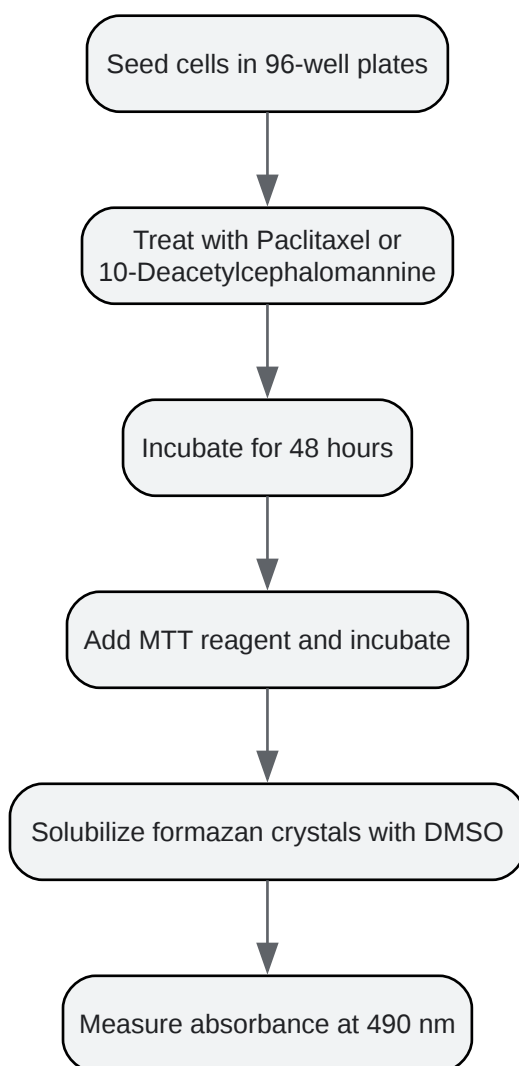 Seed cells in 96-well plates
Treat with Paclitaxel or
10-Deacetylcephalomannine
Incubate for 48 hours
Add MTT reagent and incubate
Solubilize formazan crystals with DMSO
Measure absorbance at 490 nm